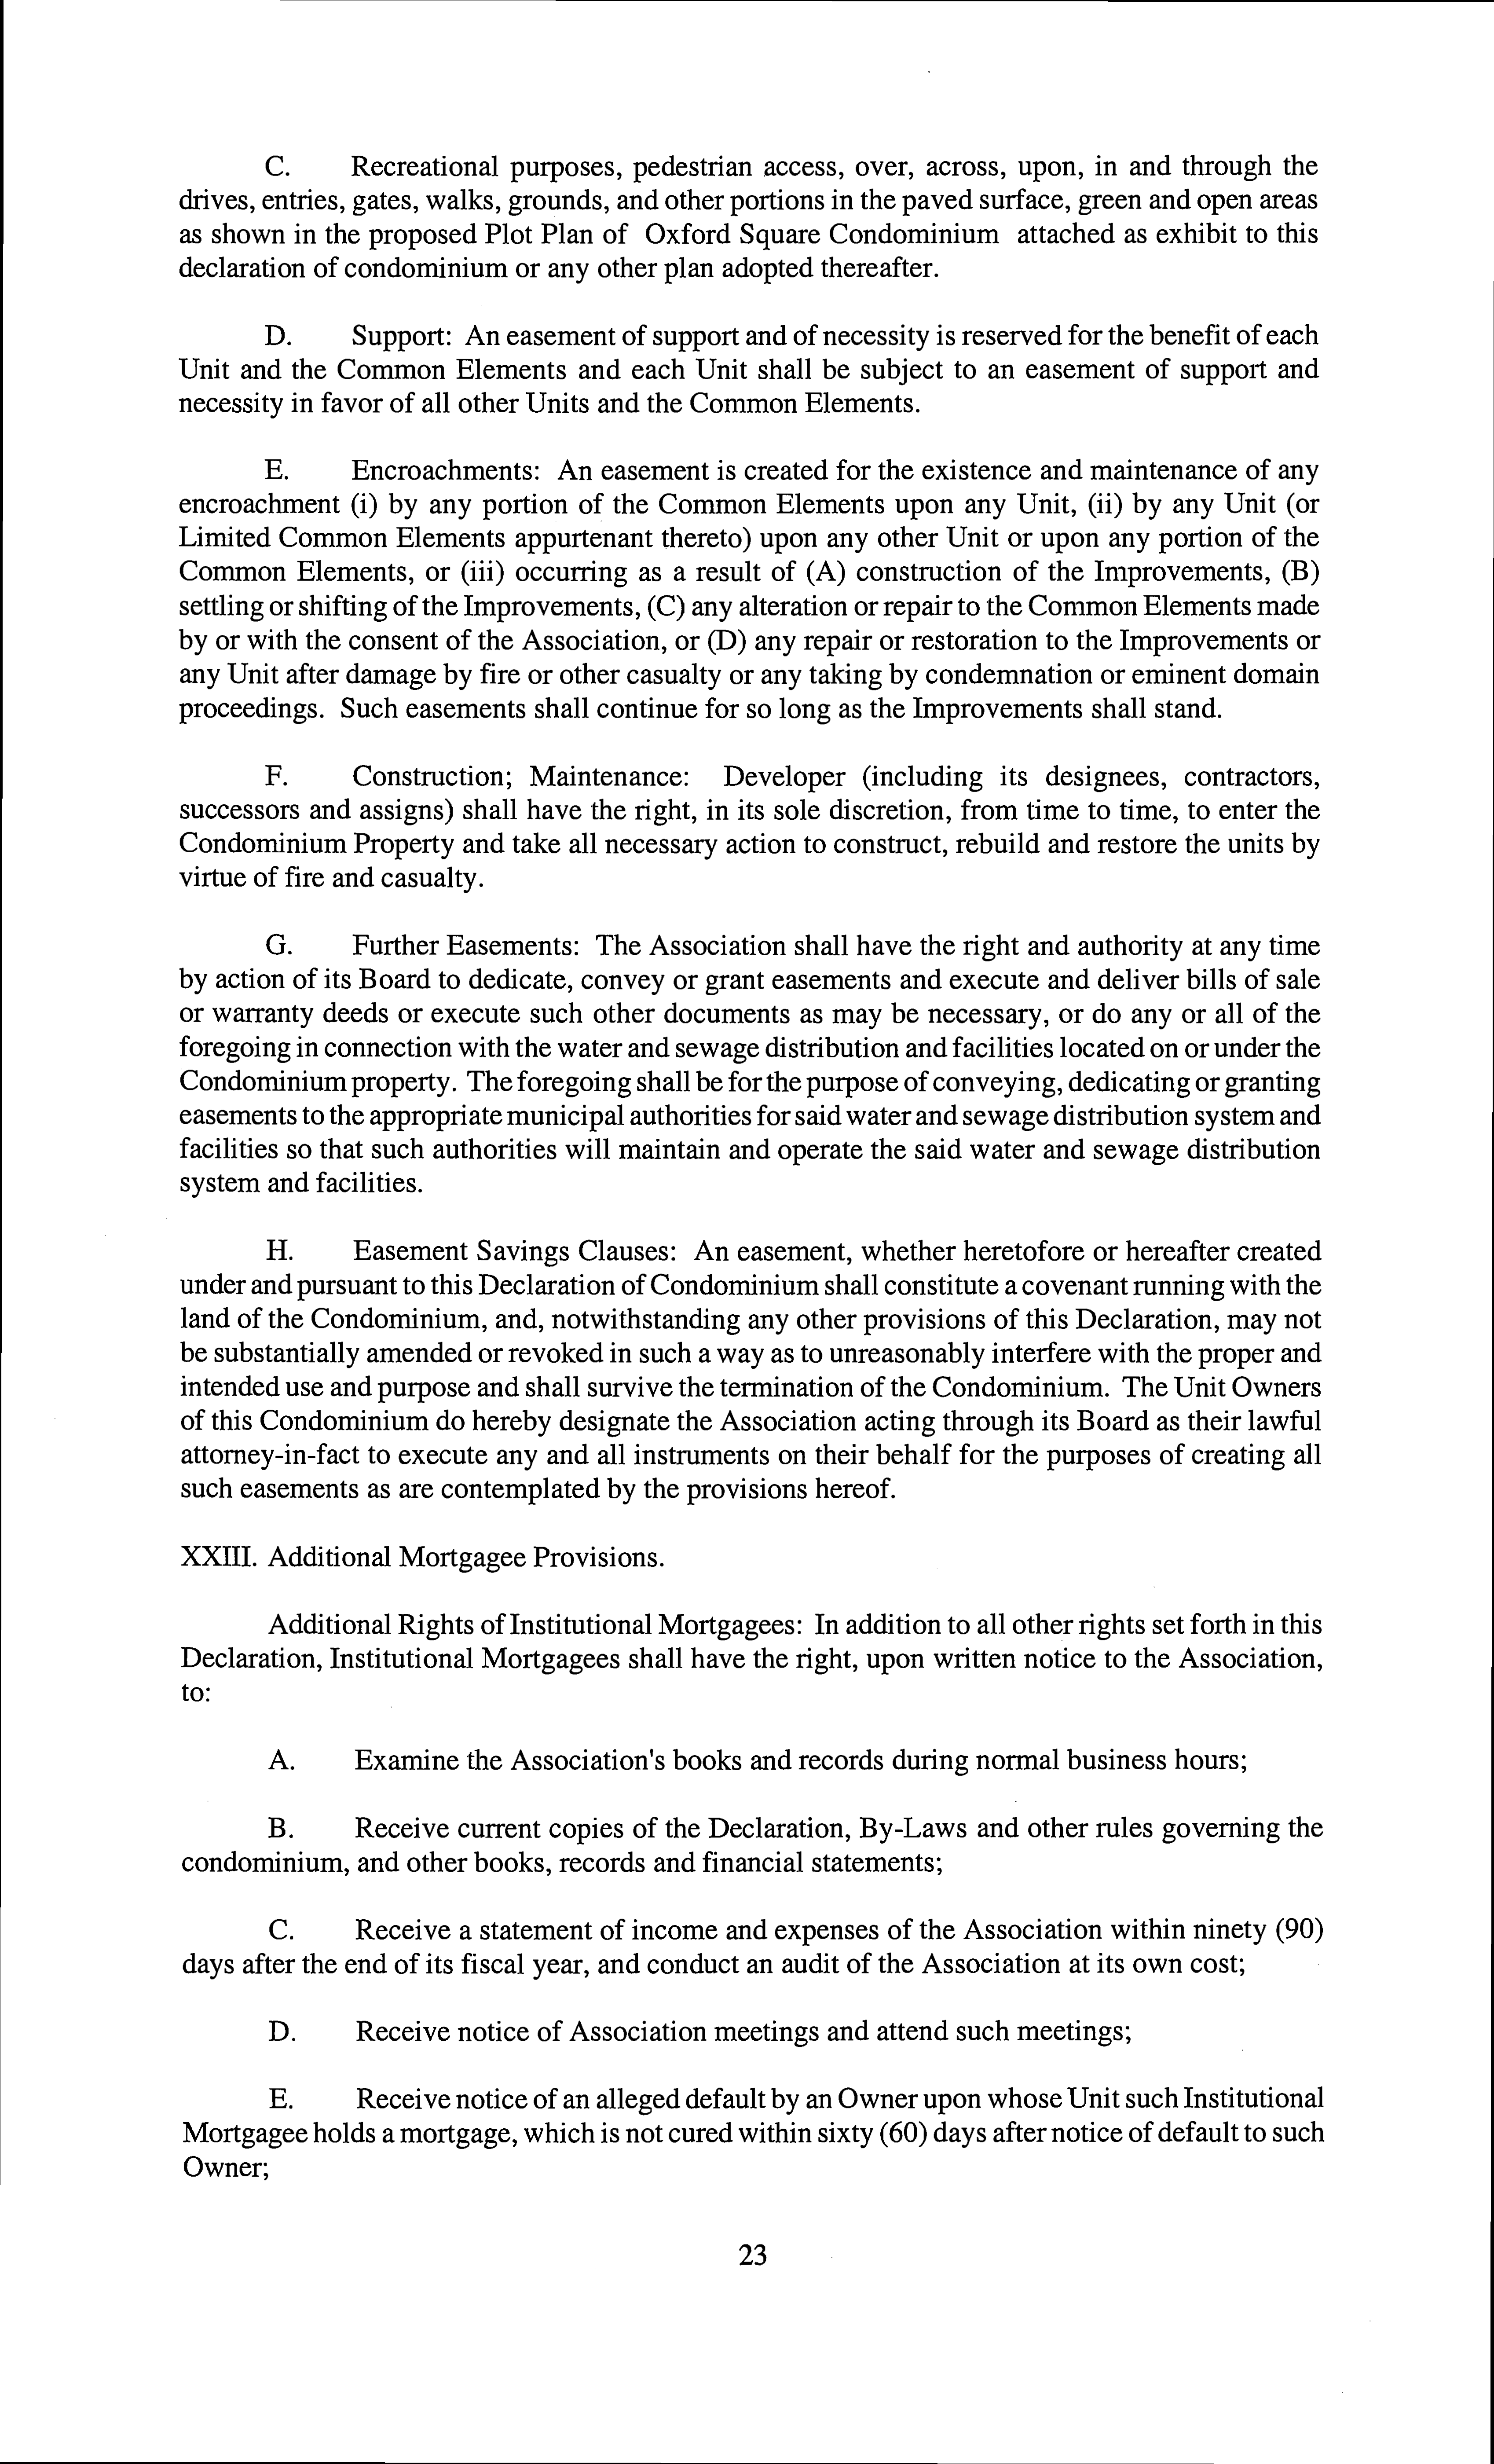 C. Recreational purposes, pedestrian access, over, across, upon, in and through the
drives, entries, gates, walks, grounds, and other portions in the paved surface, green and open areas
as shown in the proposed Plot Plan of Oxford Square Condominium attached as exhibit to this
declaration of condominium or any other plan adopted thereafter.
D. Support: An easement of support and of necessity is reserved for the benefit of each
Unit and the Common Elements and each Unit shall be subject to an easement of support and
necessity in favor of all other Units and the Common Elements.
E. Encroachments: An easement is created for the existence and maintenance of any
encroachment (i) by any portion of the Common Elements upon any Unit, (ii) by any Unit (or
Limited Common Elements appurtenant thereto) upon any other Unit or upon any portion of the
Common Elements, or (iii) occurring as a result of (A) construction of the Improvements, (B)
settling or shifting of the Improvements, (C) any alteration or repair to the Common Elements made
by or with the consent of the Association, or (D) any repair or restoration to the Improvements or
any Unit after damage by fire or other casualty or any taking by condemnation or eminent domain
proceedings. Such easements shall continue for so long as the Improvements shall stand.
F. Construction; Maintenance: Developer (including its designees, contractors,
successors and assigns) shall have the right, in its sole discretion, from time to time, to enter the
Condominium Property and take all necessary action to construct, rebuild and restore the units by
virtue of fire and casualty.
G. Further Easements: The Association shall have the right and authority at any time
by action of its Board to dedicate, convey or grant easements and execute and deliver bills of sale
or warranty deeds or execute such other documents as may be necessary, or do any or all of the
foregoing in connection with the water and sewage distribution and facilities located on or under the
Condominium property. The foregoing shall be for the purpose of conveying, dedicating or granting
easements to the appropriate municipal authorities for said water and sewage distribution system and
facilities so that such authorities will maintain and operate the said water and sewage distribution
system and facilities.
H. Easement Savings Clauses: An easement, whether heretofore or hereafter created
under and pursuant to this Declaration of Condominium shall constitute a covenant running with the
land of the Condominium, and, notwithstanding any other provisions of this Declaration, may not
be substantially amended or revoked in such a way as to unreasonably interfere with the proper and
intended use and purpose and shall survive the termination of the Condominium. The Unit Owners
of this Condominium do hereby designate the Association acting through its Board as their lawful
attorney-in-fact to execute any and all instruments on their behalf for the purposes of creating all
such easements as are contemplated by the provisions hereof.
XXIII. Additional Mortgagee Provisions.
Additional Rights of Institutional Mortgagees: In addition to all other rights set forth in this
Declaration, Institutional Mortgagees shall have the right, upon written notice to the Association,
to:
A. Examine the Association's books and records during normal business hours;
B. Receive current copies of the Declaration, By-Laws and other rules governing the
condominium, and other books, records and financial statements;
C. Receive a statement of income and expenses of the Association within ninety (90)
days after the end of its fiscal year, and conduct an audit of the Association at its own cost;
D. Receive notice of Association meetings and attend such meetings;
E. Receive notice of an alleged default by an Owner upon whose Unit such Institutional
Mortgagee holds a mortgage, which is not cured within sixty (60) days after notice of default to such
Owner;
23